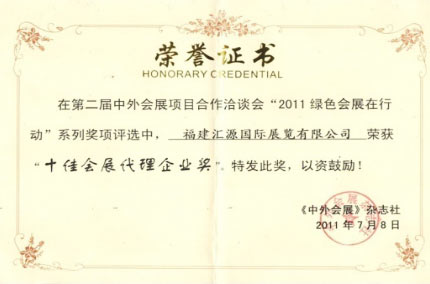 荣誉证书
HONORARY CREDENTIAL
在第二届中外会展项目合作洽谈会“2011 绿色会展在行
动”系列奖项评选中，福建汇源国际展览有限公司 荣获
“十佳会展代理企业奖”，特发此奖，以资鼓励！
《中外会展》杂志社
2011 年 7 月 8 日